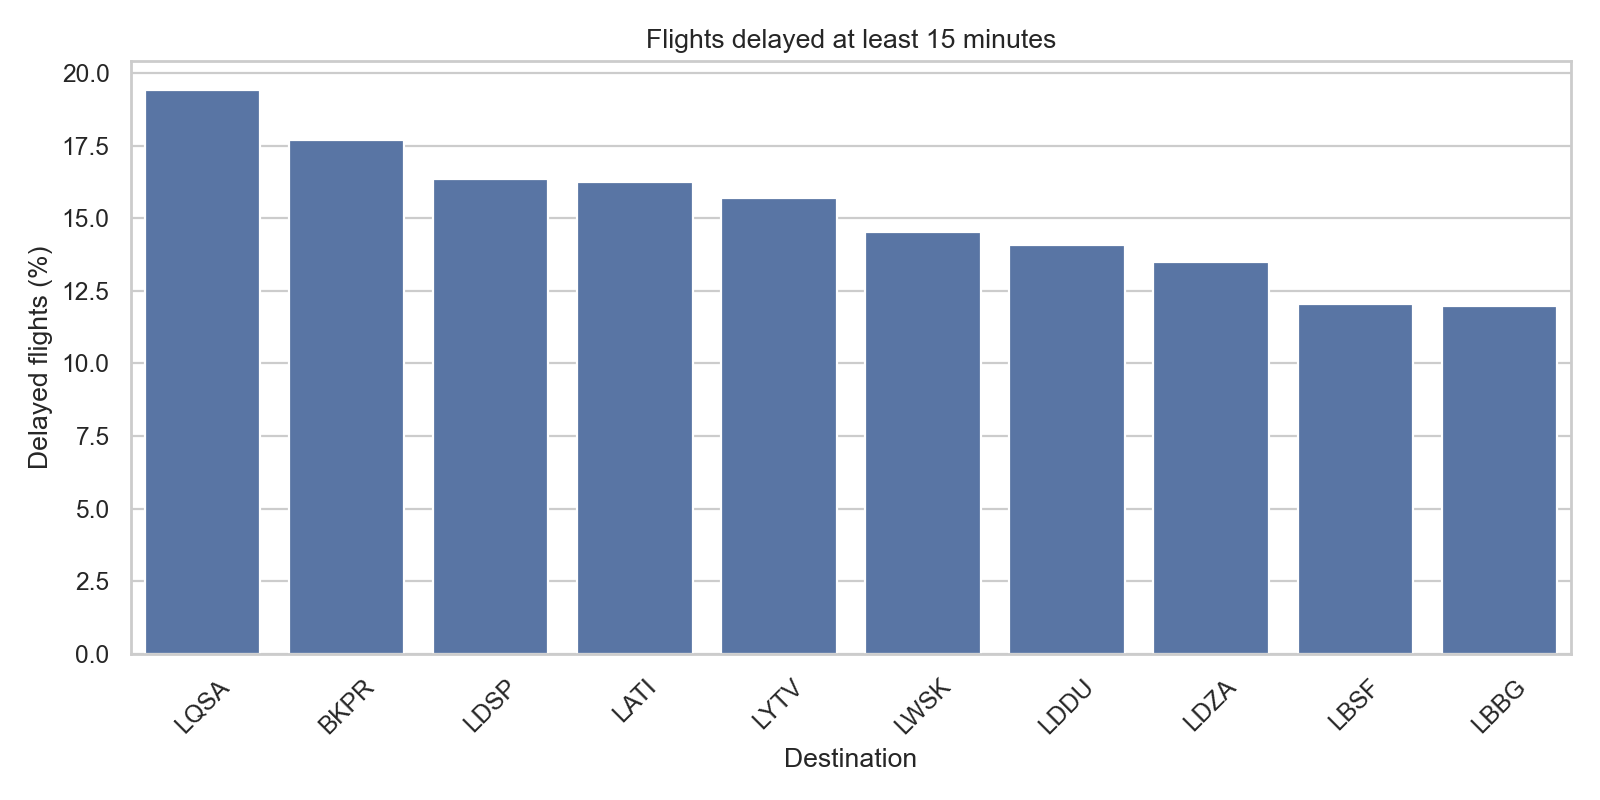 Flights delayed at least 15 minutes
Delayed flights (%)
20.0
17.5
15.0
12.5
10.0
7.5
5.0
2.5
0.0
LQSA
BKPR
LDSP
LATI
LYTV
LWSK
LDDU
LDZA
LBSF
LBBG
Destination